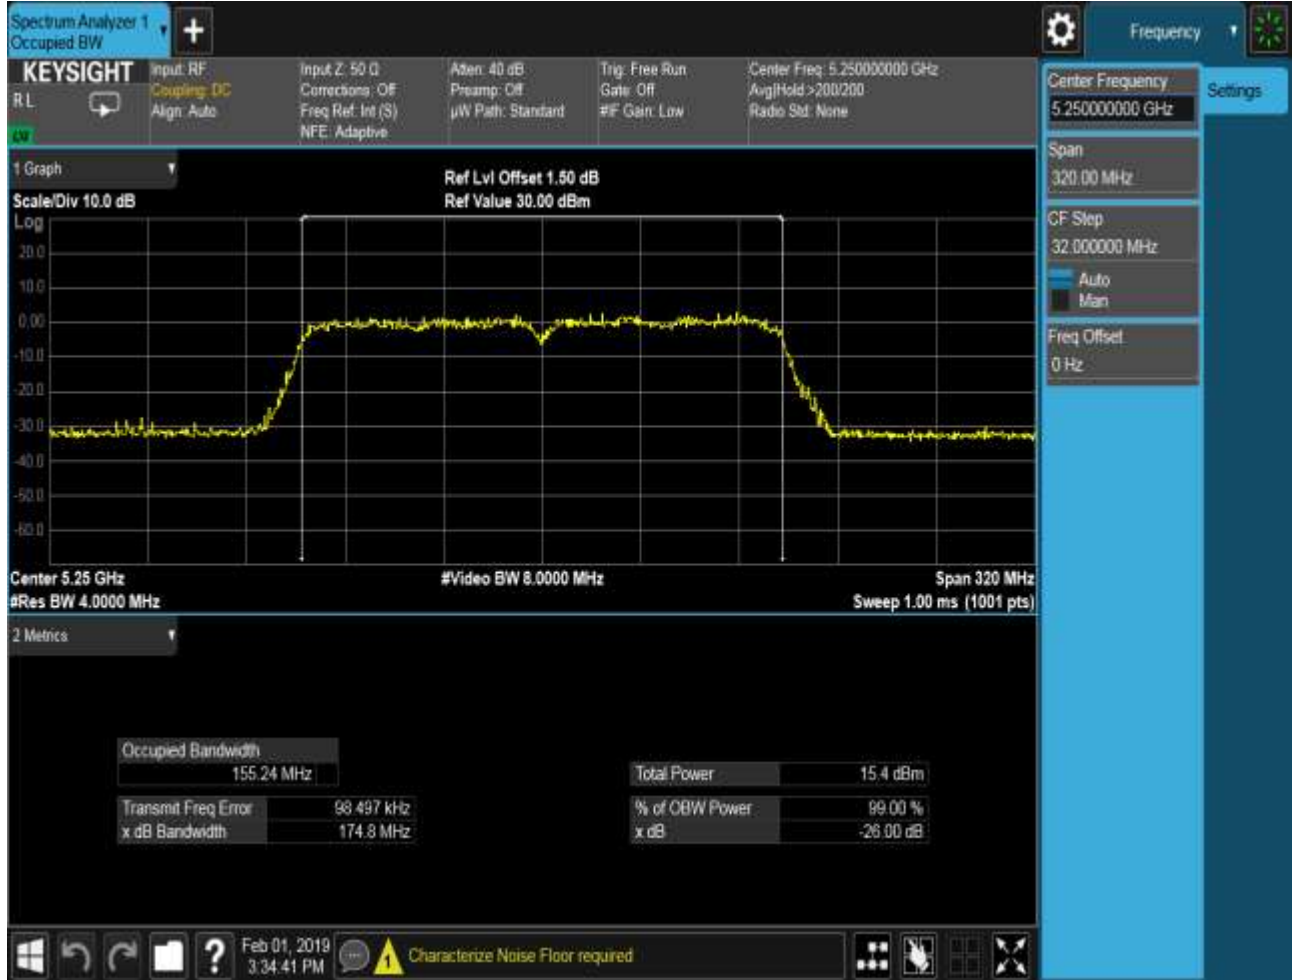 Spectrum Analyzer 1
Occupied BW
Frequency
KEYSIGHT
RL
Input: RF
Coupling: DC
Align: Auto
Input Z: 50 Ω
Corrections: Off
Freq Ref: Int (S)
NFE: Adaptive
Atten: 40 dB
Preamp: Off
µW Path: Standard
Trig: Free Run
Gate: Off
#IF Gain: Low
Center Freq: 5.250000000 GHz
Avg|Hold:>200/200
Radio Std: None
Center Frequency
5.250000000 GHz
Settings
Span
320.00 MHz
CF Step
32.000000 MHz
Auto
Man
Freq Offset
0 Hz
1 Graph
Scale/Div 10.0 dB
Ref Lvl Offset 1.50 dB
Ref Value 30.00 dBm
Log
20.0
10.0
0.00
-10.0
-20.0
-30.0
-40.0
-50.0
-60.0
Center 5.25 GHz
#Res BW 4.0000 MHz
#Video BW 8.0000 MHz
Span 320 MHz
Sweep 1.00 ms (1001 pts)
2 Metrics
Occupied Bandwidth
155.24 MHz
Transmit Freq Error 98.497 kHz
x dB Bandwidth 174.8 MHz
Total Power 15.4 dBm
% of OBW Power 99.00 %
x dB -26.00 dB
?
Feb 01, 2019
3:34:41 PM
1
Characterize Noise Floor required